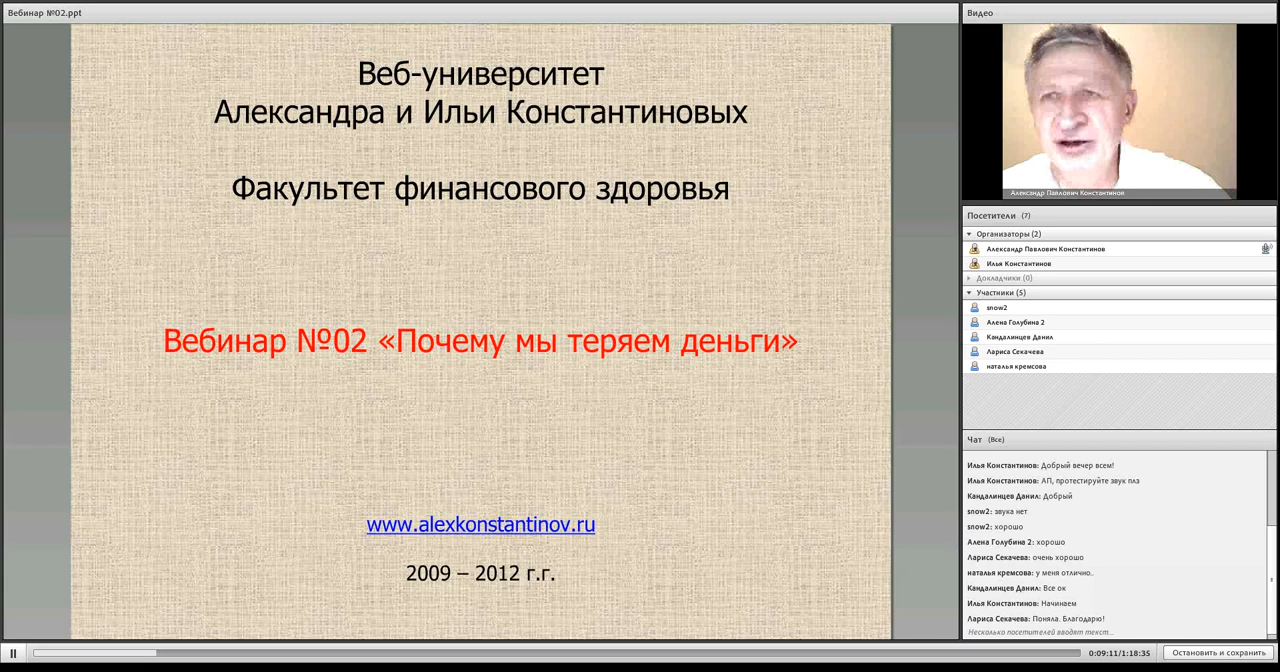 Вебинар №02.ppt
Веб-университет
Александра и Ильи Константиновых
Факультет финансового здоровья
Вебинар №02 «Почему мы теряем деньги»
www.alexkonstantinov.ru
2009 – 2012 г.г.
Видео
Александр Павлович Константинов
Посетители (7)
Организаторы (2)
Александр Павлович Константинов
Илья Константинов
Докладчики (0)
Участники (5)
snow2
Алена Голубина 2
Кандалинцев Данил
Лариса Секачева
наталья кремсова
Чат (Все)
Илья Константинов: Добрый вечер всем!
Илья Константинов: АП, протестируйте звук плз
Кандалинцев Данил: Добрый
snow2: звука нет
snow2: хорошо
Алена Голубина 2: хорошо
Лариса Секачева: очень хорошо
наталья кремсова: у меня отлично..
Кандалинцев Данил: Все ок
Илья Константинов: Начинаем
Лариса Секачева: Поняла. Благодарю!
Несколько посетителей вводят текст...
0:09:11/1:18:35
Остановить и сохранить